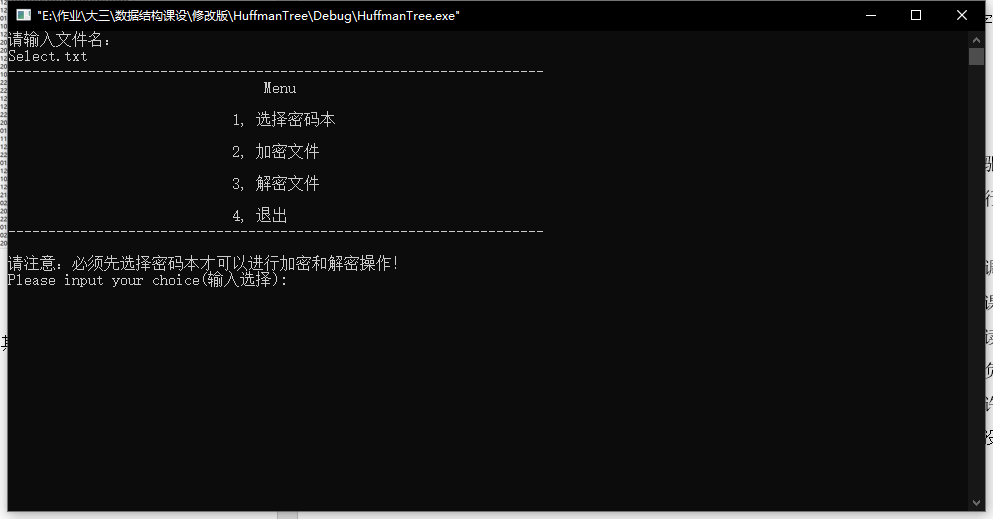 "E:\作业\大三\数据结构课设\修改版\HuffmanTree\Debug\HuffmanTree.exe"
请输入文件名：
Select.txt
-------------------------------------------------------------------
Menu
1, 选择密码本
2, 加密文件
3, 解密文件
4, 退出
-------------------------------------------------------------------
请注意：必须先选择密码本才可以进行加密和解密操作!
Please input your choice(输入选择):